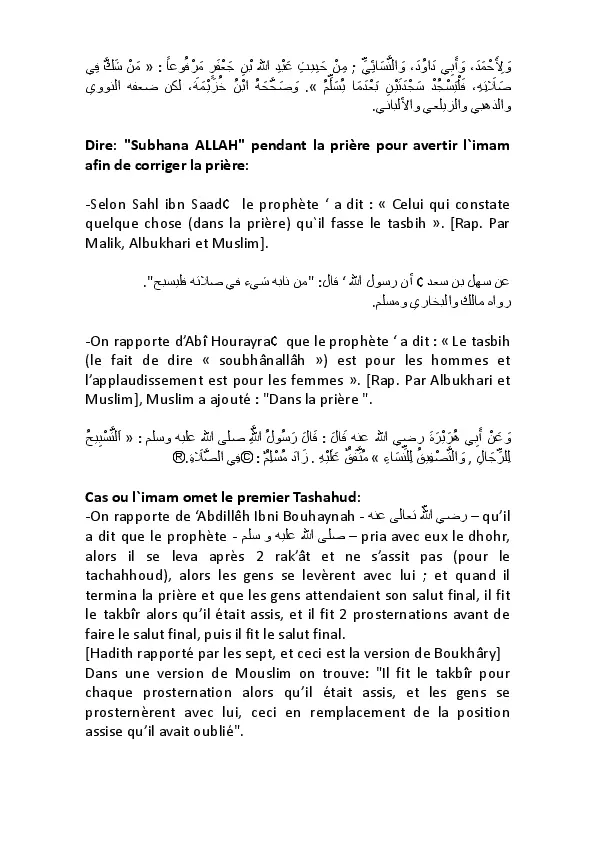 وَلِأَحْمَدَ، وَأَبِي دَاوُدَ، وَالنَّسَائِيِّ ; مِنْ حَدِيثِ عَبْدِ اللهِ بْنِ جَعْفَرٍ مَرْفُوعاً : « مَنْ شَكَّ فِي
صَلَاتِهِ، فَلْيَسْجُدْ سَجْدَتَيْنِ بَعْدَمَا يُسَلِّمُ ». وَصَحَّحَهُ ابْنُ خُزَيْمَةَ، لكن ضعفه النووي
والذهبي والزيلعي والألباني.
Dire: "Subhana ALLAH" pendant la prière pour avertir l`imam
afin de corriger la prière:
-Selon Sahl ibn Saad¢ le prophète ‘ a dit : « Celui qui constate
quelque chose (dans la prière) qu`il fasse le tasbih ». [Rap. Par
Malik, Albukhari et Muslim].
عن سهل بن سعد ¢ أن رسول الله ‘ قال: "من نابه شيء في صلاته فليسبح".
رواه مالك والبخاري ومسلم.
-On rapporte d’Abî Hourayra¢ que le prophète ‘ a dit : « Le tasbih
(le fait de dire « soubhânallâh ») est pour les hommes et
l’applaudissement est pour les femmes ». [Rap. Par Albukhari et
Muslim], Muslim a ajouté : "Dans la prière ".
وَعَنْ أَبِي هُرَيْرَةَ رضي الله عنه قَالَ : قَالَ رَسُولُ اللَّهِ صلى الله عليه وسلم : « اَلتَّسْبِيحُ
لِلرِّجَالِ , وَالتَّصْفِيقُ لِلنِّسَاءِ » مُتَّفَقٌ عَلَيْهِ . زَادَ مُسْلِمٌ : ©فِي الصَّلَاةِ.®
Cas ou l`imam omet le premier Tashahud:
-On rapporte de ‘Abdillêh Ibni Bouhaynah - رضي الله تعالى عنه – qu’il
a dit que le prophète - صلى الله عليه و سلم – pria avec eux le dhohr,
alors il se leva après 2 rak’ât et ne s’assit pas (pour le
tachahhoud), alors les gens se levèrent avec lui ; et quand il
termina la prière et que les gens attendaient son salut final, il fit
le takbîr alors qu’il était assis, et il fit 2 prosternations avant de
faire le salut final, puis il fit le salut final.
[Hadith rapporté par les sept, et ceci est la version de Boukhâry]
Dans une version de Mouslim on trouve: "Il fit le takbîr pour
chaque prosternation alors qu’il était assis, et les gens se
prosternèrent avec lui, ceci en remplacement de la position
assise qu’il avait oublié".